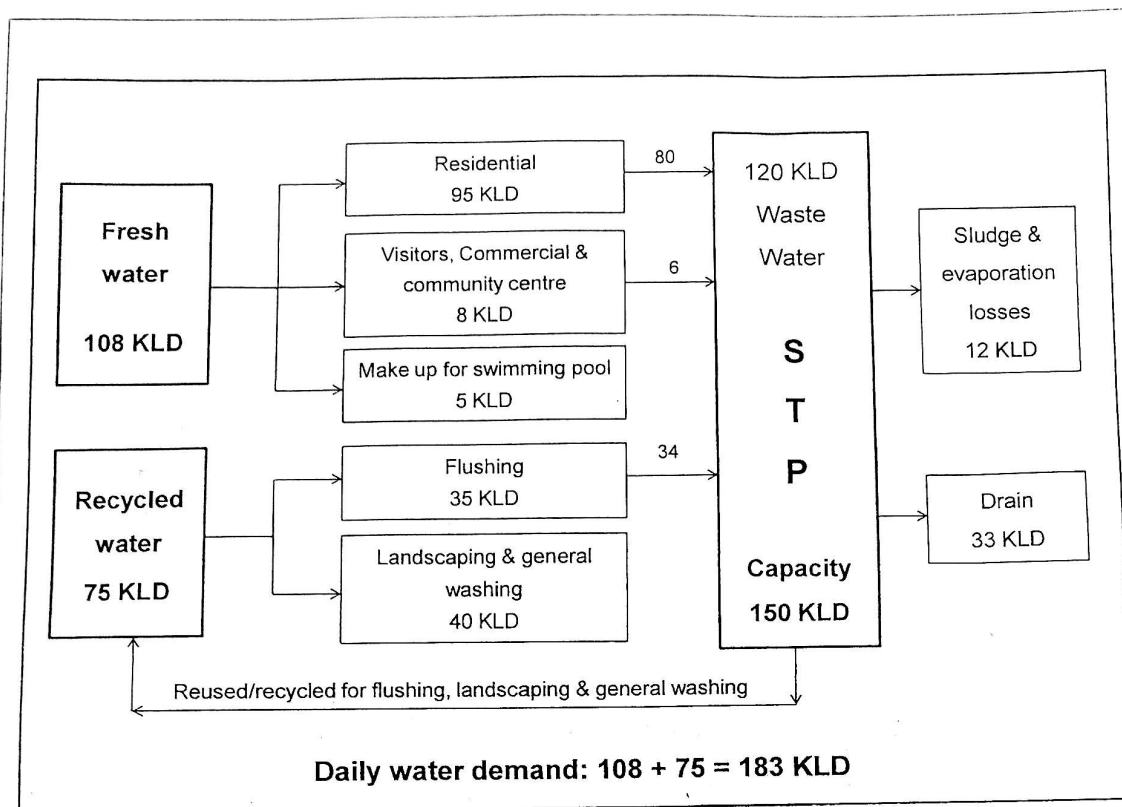 Fresh
water
108 KLD
Residential
95 KLD
80
Visitors, Commercial &
community centre
8 KLD
6
Make up for swimming pool
5 KLD
Recycled
water
75 KLD
Flushing
35 KLD
34
Landscaping & general
washing
40 KLD
120 KLD
Waste
Water
S
T
P
Capacity
150 KLD
Sludge &
evaporation
losses
12 KLD
Drain
33 KLD
Reused/recycled for flushing, landscaping & general washing
Daily water demand: 108 + 75 = 183 KLD